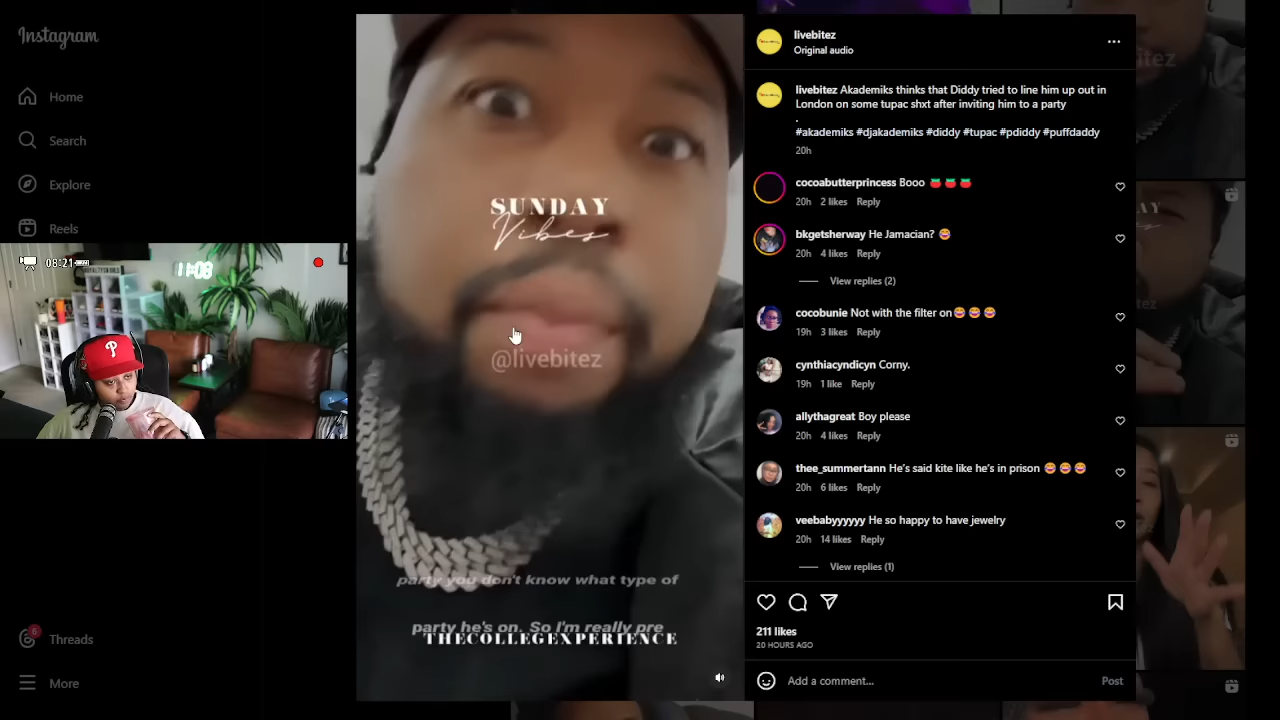 Instagram
Home
Search
Explore
Reels
08:21
11:08
P
Threads
6
More
SUNDAY
Vibes
@livebitez
party you don't know what type of
party he's on. So I'm really pre
THECOLLEGEXPERIENCE
livebitez
Original audio
livebitez Akademiks thinks that Diddy tried to line him up out in
London on some tupac shxt after inviting him to a party
.
#akademiks #djakademiks #diddy #tupac #pdiddy #puffdaddy
20h
cocoabutterprincess Booo 🍅 🍅 🍅
20h 2 likes Reply
bkgetsherway He Jamacian? 😂
20h 4 likes Reply
View replies (2)
cocobunie Not with the filter on😂😂😂
19h 3 likes Reply
cynthiacyndicyn Corny.
19h 1 like Reply
allythagreat Boy please
20h 4 likes Reply
thee_summertann He's said kite like he's in prison 😂 😂 😂
20h 6 likes Reply
veebabyyyyyy He so happy to have jewelry
20h 14 likes Reply
View replies (1)
211 likes
20 HOURS AGO
Add a comment...
Post